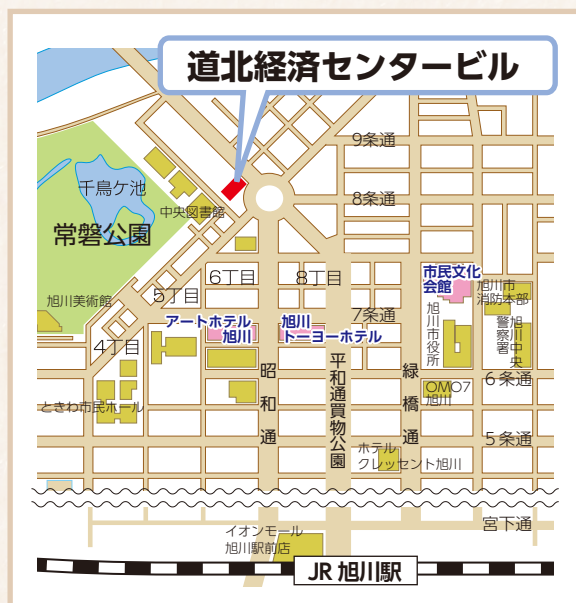 道北経済センタービル
9条通
千鳥ケ池
8条通
中央図書館
常磐公園
6丁目
8丁目
市民文化
会館
旭川市
消防本部
5丁目
旭川美術館
7条通
アートホテル
旭川
旭川
トーヨーホテル
旭川市役所
旭川中央
警察署
4丁目
昭和通
平和通買物公園
緑橋通
6条通
OMO7
旭川
ときわ市民ホール
5条通
ホテル
クレッセント旭川
宮下通
イオンモール
旭川駅前店
JR 旭川駅